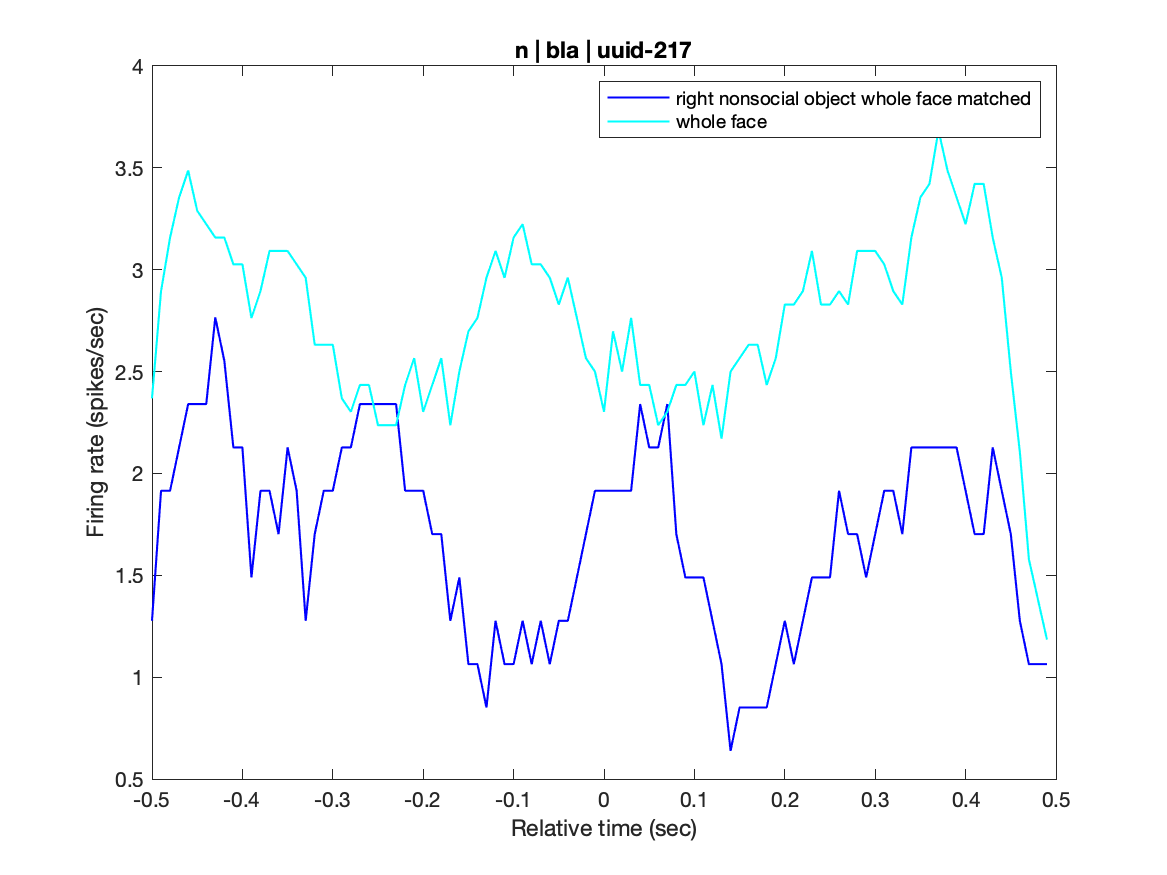 n | bla | uuid-217
right nonsocial object whole face matched
whole face
Firing rate (spikes/sec)
4
3.5
3
2.5
2
1.5
1
0.5
-0.5 -0.4 -0.3 -0.2 -0.1 0 0.1 0.2 0.3 0.4 0.5
Relative time (sec)